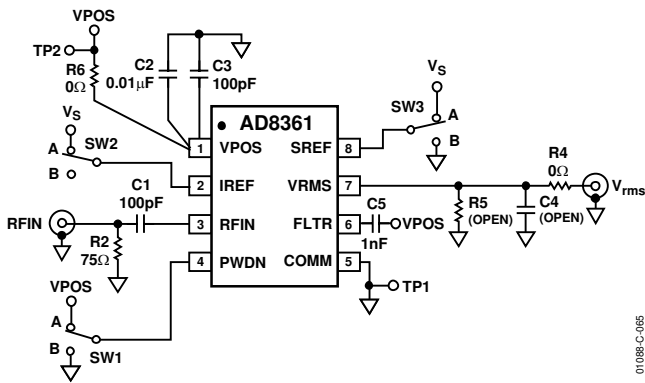 VPOS
TP2
R6
0Ω
C2
0.01μF
C3
100pF
VS
SW2
A
B
C1
100pF
RFIN
R2
75Ω
VPOS
A
B
SW1
AD8361
1 VPOS
2 IREF
3 RFIN
4 PWDN
SREF 8
VRMS 7
FLTR 6
COMM 5
VS
SW3
A
B
R4
0Ω
Vrms
R5
(OPEN)
C4
(OPEN)
C5
1nF
VPOS
TP1
01088-C-065